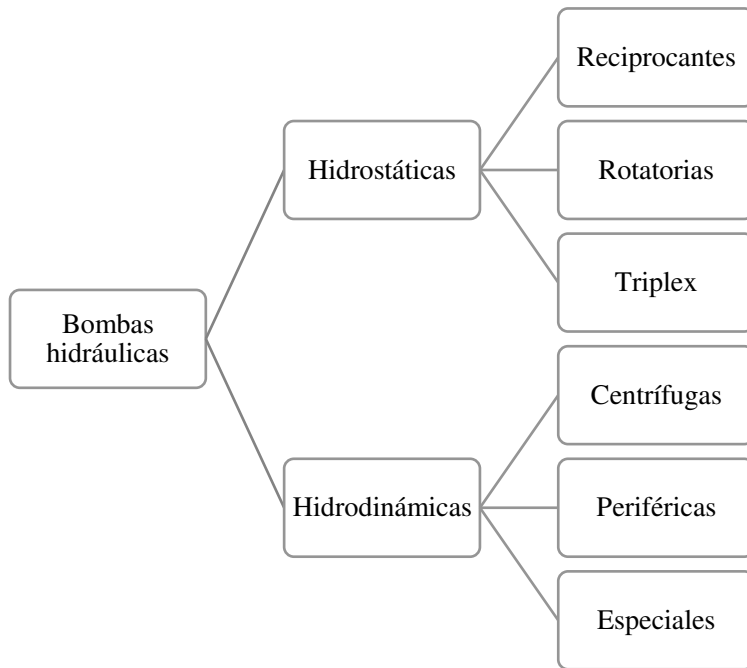 Bombas
hidráulicas
Hidrostáticas
Reciprocantes
Rotatorias
Triplex
Hidrodinámicas
Centrífugas
Periféricas
Especiales